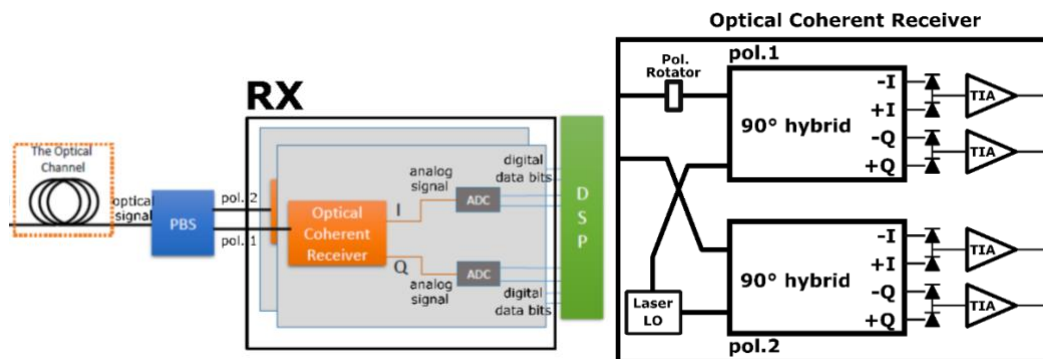 The Optical
Channel
optical
signal
PBS
pol. 2
pol. 1
RX
Optical
Coherent
Receiver
I
Q
analog
signal
ADC
digital
data bits
analog
signal
ADC
digital
data bits
D
S
P
Optical Coherent Receiver
pol.1
Pol.
Rotator
90° hybrid
-I
+I
-Q
+Q
TIA
TIA
90° hybrid
-I
+I
-Q
+Q
TIA
TIA
Laser
LO
pol.2